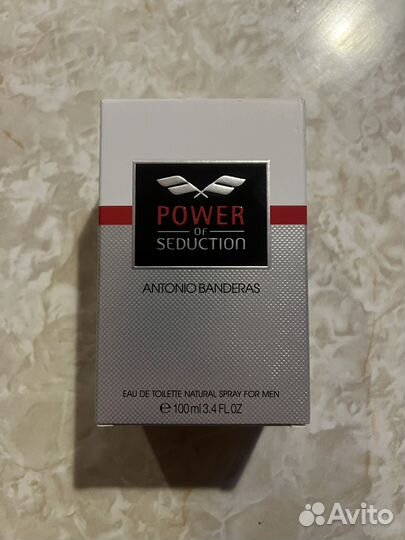 POWER
OF
SEDUCTION
ANTONIO BANDERAS
EAU DE TOILETTE NATURAL SPRAY FOR MEN
e 100 ml 3.4 FL OZ
Avito